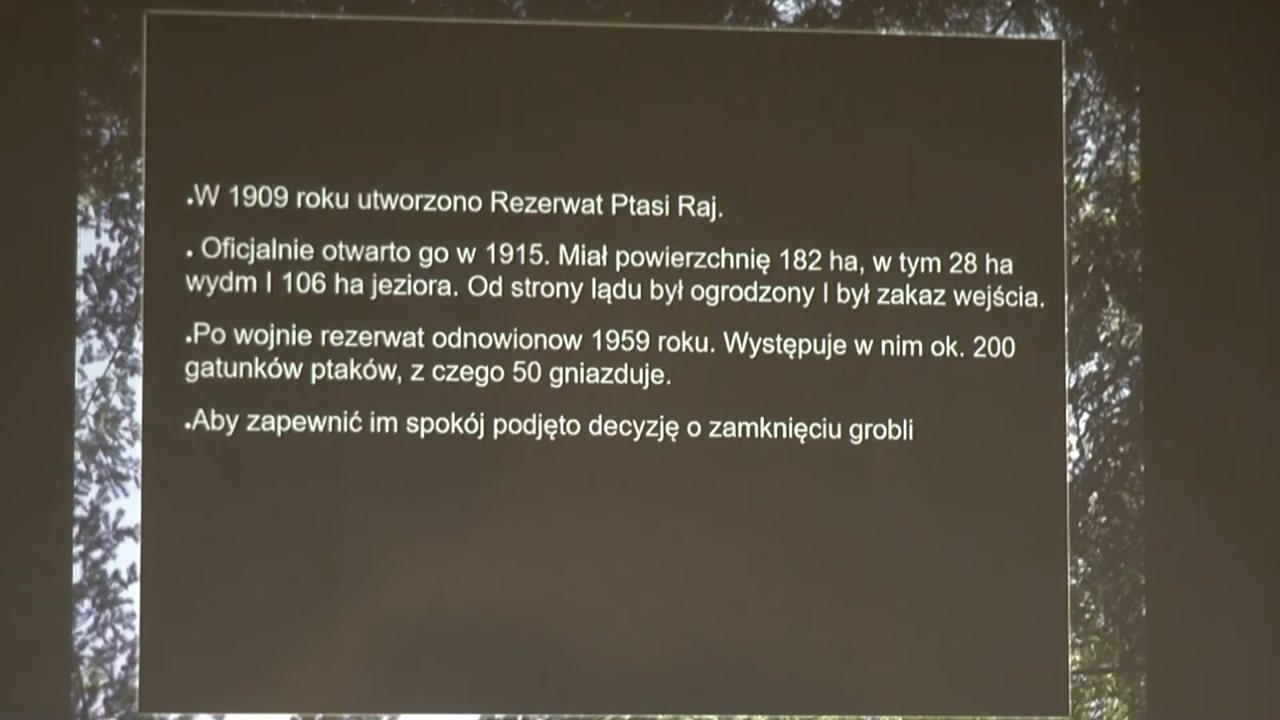 .W 1909 roku utworzono Rezerwat Ptasi Raj.
. Oficjalnie otwarto go w 1915. Miał powierzchnię 182 ha, w tym 28 ha
wydm I 106 ha jeziora. Od strony lądu był ogrodzony I był zakaz wejścia.
.Po wojnie rezerwat odnowionow 1959 roku. Występuje w nim ok. 200
gatunków ptaków, z czego 50 gniazduje.
.Aby zapewnić im spokój podjęto decyzję o zamknięciu grobli